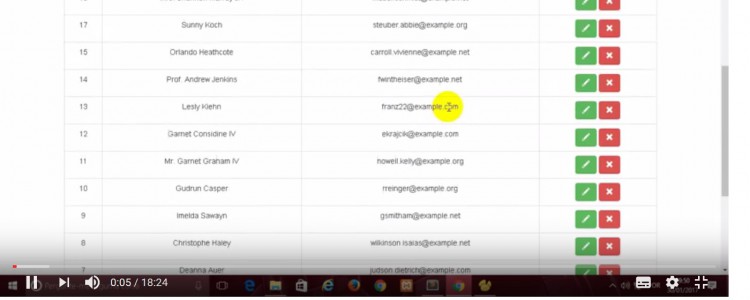 17 Sunny Koch steuber.abbie@example.org
15 Orlando Heathcote carroll.vivienne@example.net
14 Prof. Andrew Jenkins fwintheiser@example.net
13 Lesly Kiehn franz22@example.com
12 Garnet Considine IV ekrajcik@example.com
11 Mr. Garnet Graham IV howell.kelly@example.org
10 Gudrun Casper rreinger@example.org
9 Imelda Sawayn gsmitham@example.net
8 Christophe Haley wilkinson.isaias@example.net
7 Deanna Auer judson.dietrich@example.com
0:05 / 18:24